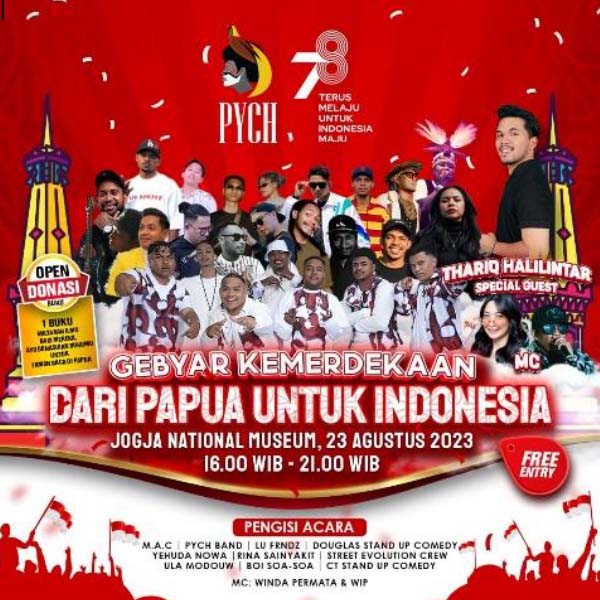 PYCH
78
TERUS
MELAJU
UNTUK
INDONESIA
MAJU
OPEN
DONASI
BUKU
1 BUKU
UNTUK
THARIQ HALILINTAR
SPECIAL GUEST
MC
GEBYAR KEMERDEKAAN
DARI PAPUA UNTUK INDONESIA
JOGJA NATIONAL MUSEUM, 23 AGUSTUS 2023
16.00 WIB - 21.00 WIB
FREE
ENTRY
PENGISI ACARA
M.A.C | PYCH BAND | LU FRNDZ | DOUGLAS STAND UP COMEDY
YEHUDA NOWA | RINA SAINYAKIT | STREET EVOLUTION CREW
ULA MODOUW | BOI SOA-SOA | CT STAND UP COMEDY
MC: WINDA PERMATA & WIP